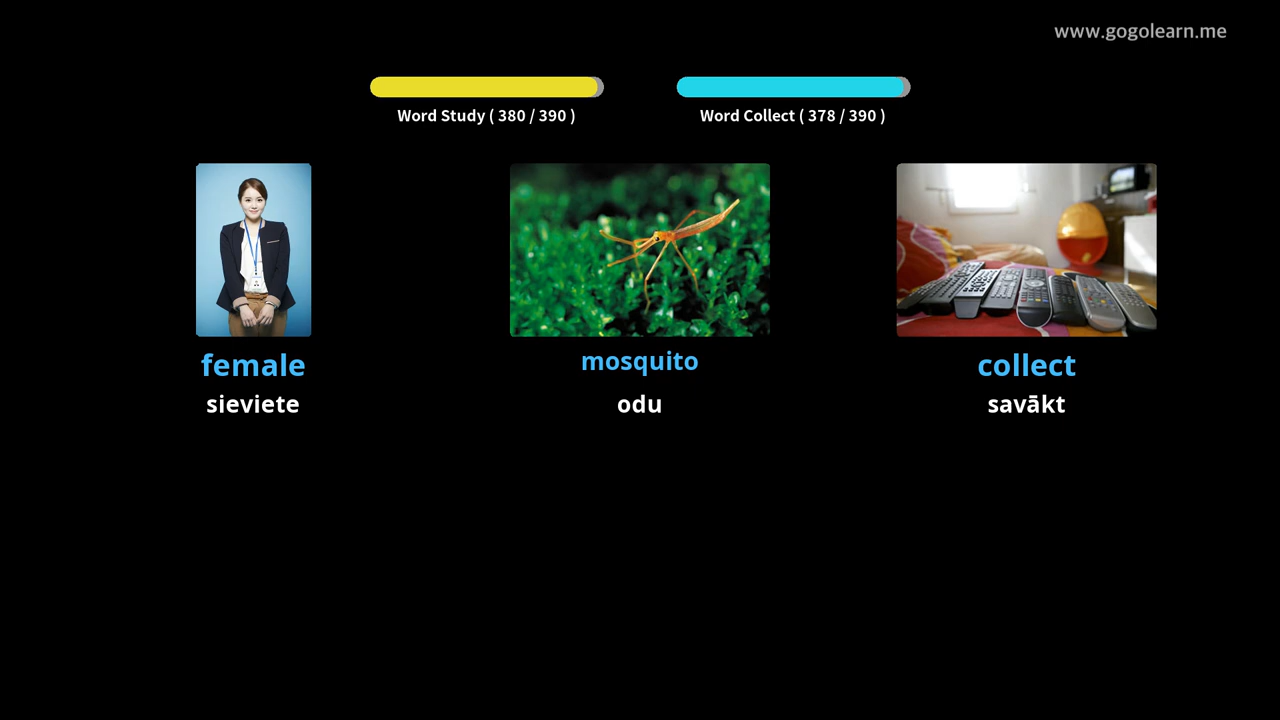 www.gogolearn.me
Word Study ( 380 / 390 )
Word Collect ( 378 / 390 )
female
mosquito
collect
sieviete
odu
savākt